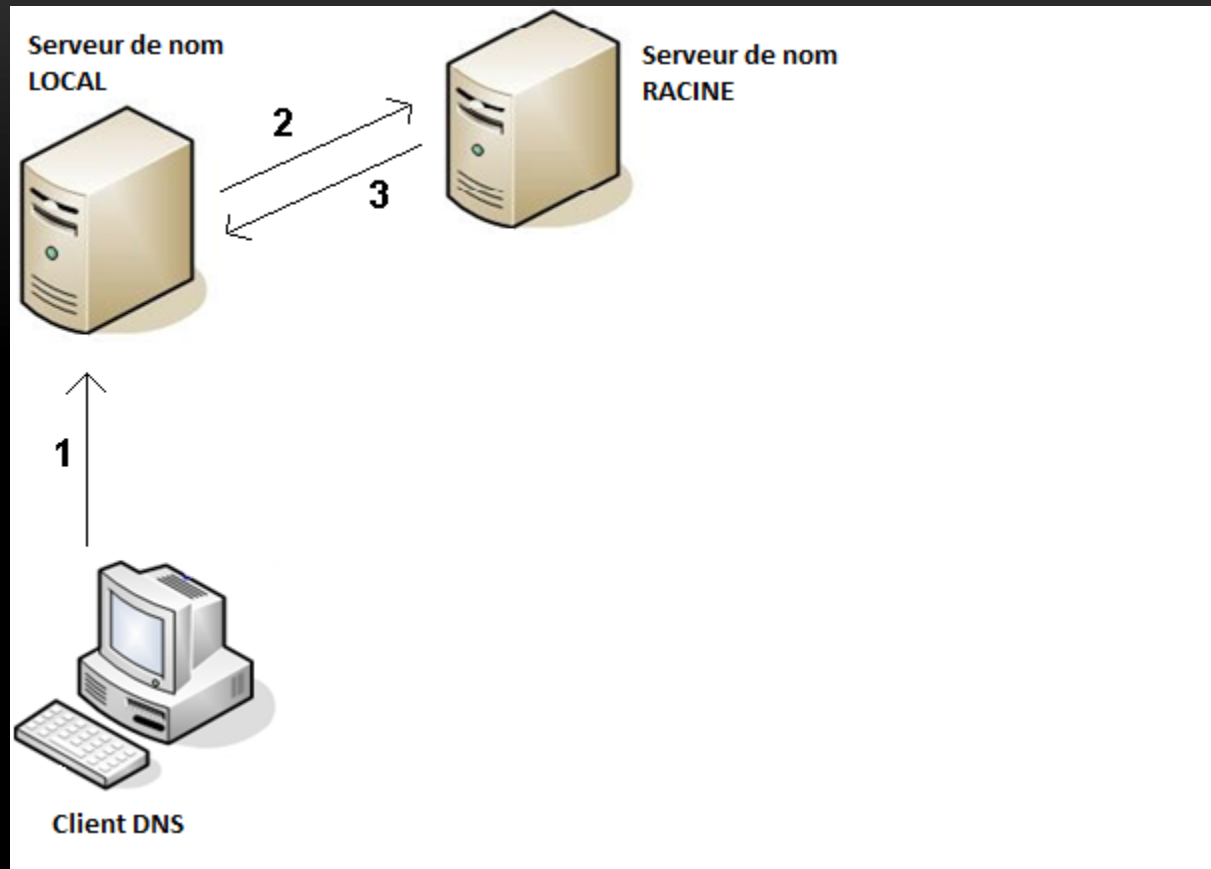 Serveur de nom
LOCAL
Serveur de nom
RACINE
2
3
1
Client DNS